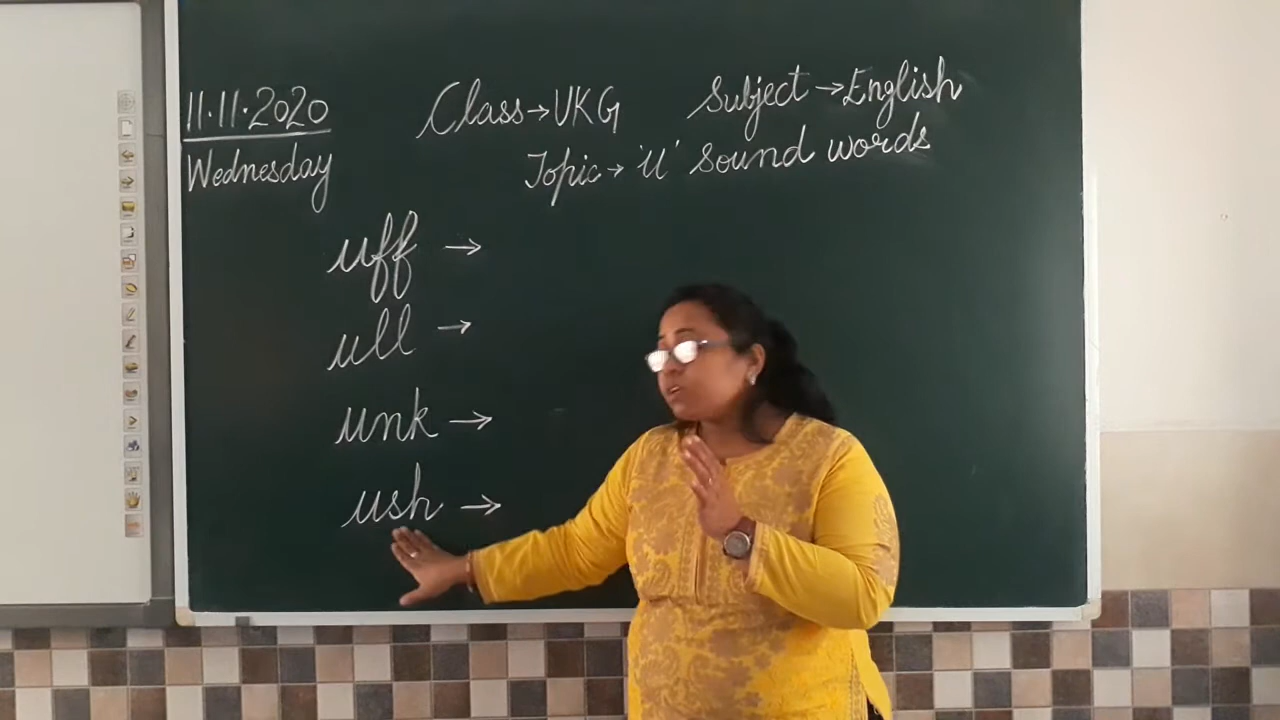 11.11.2020 Class → UKG Subject → English
Wednesday Topic → 'u' Sound words
uff →
ull →
unk →
ush →